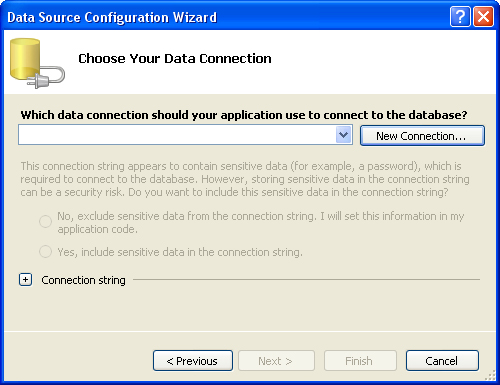 Data Source Configuration Wizard
Choose Your Data Connection
Which data connection should your application use to connect to the database?
New Connection...
This connection string appears to contain sensitive data (for example, a password), which is
required to connect to the database. However, storing sensitive data in the connection string
can be a security risk. Do you want to include this sensitive data in the connection string?
No, exclude sensitive data from the connection string. I will set this information in my
application code.
Yes, include sensitive data in the connection string.
Connection string
< Previous
Next >
Finish
Cancel